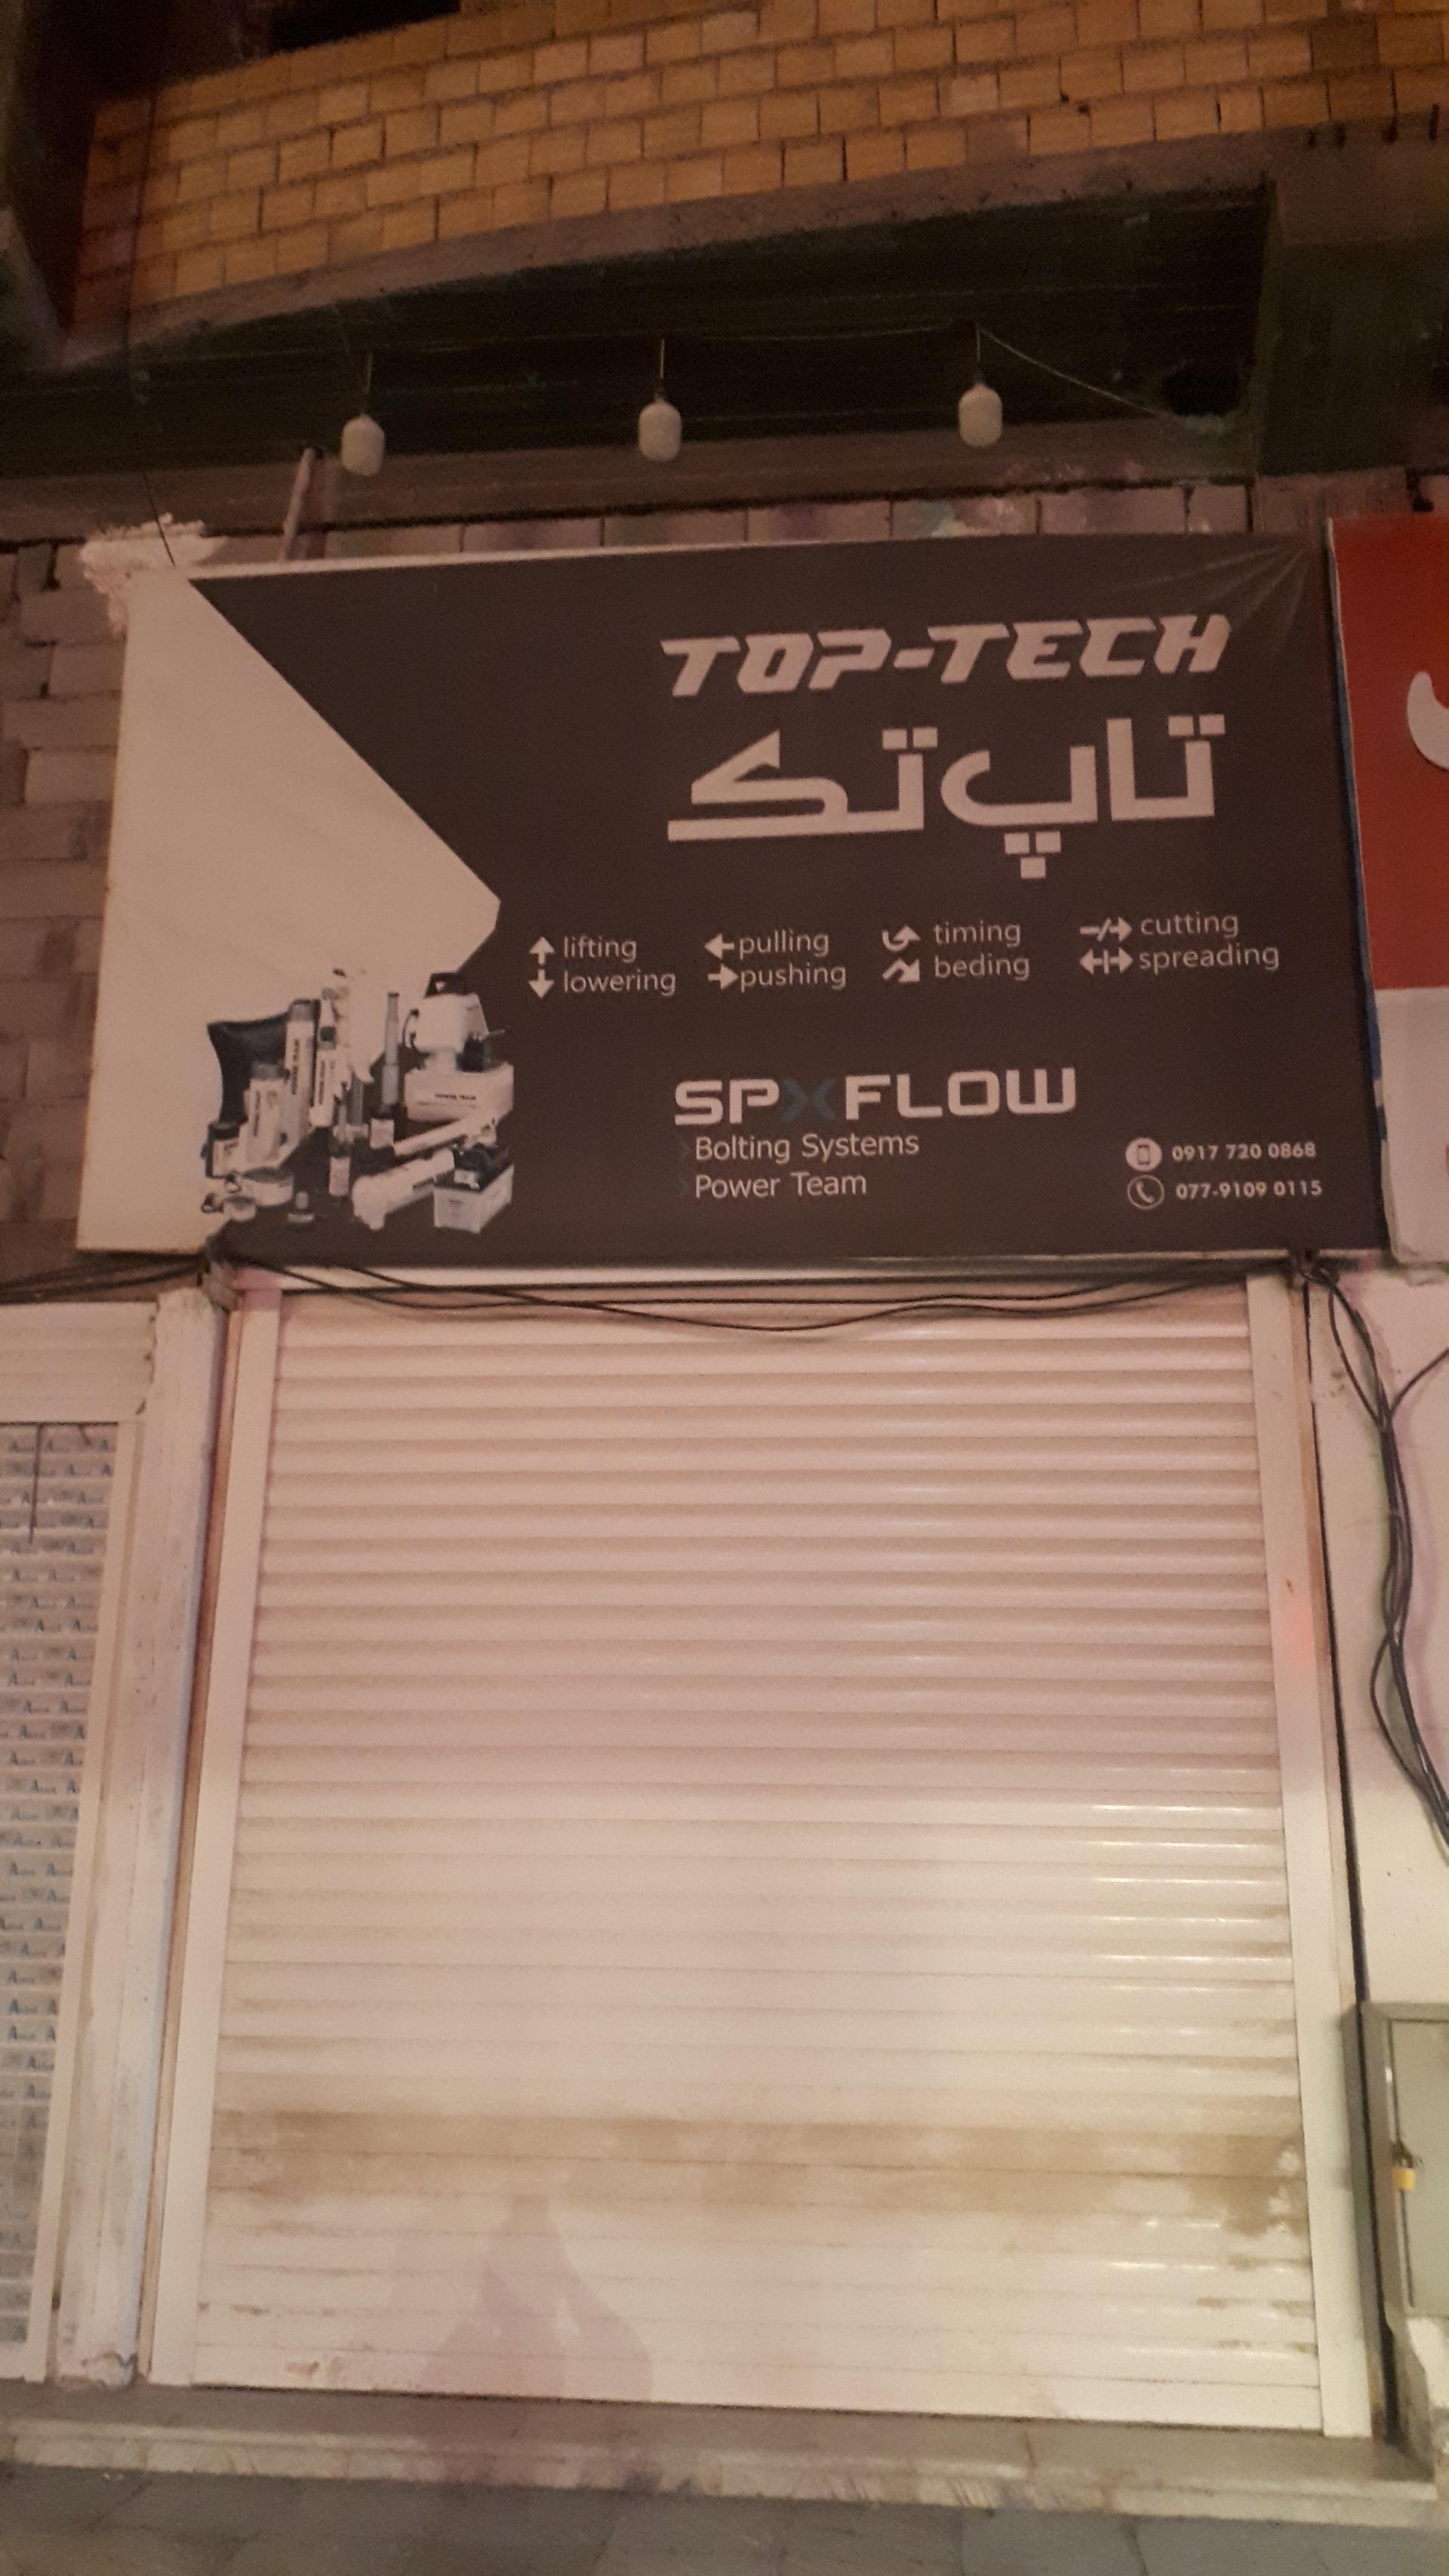 TOP-TECH
تاپ تک
lifting pulling timing cutting
lowering pushing beding spreading
SPXFLOW
Bolting Systems
Power Team
0917 720 0868
077-9109 0115